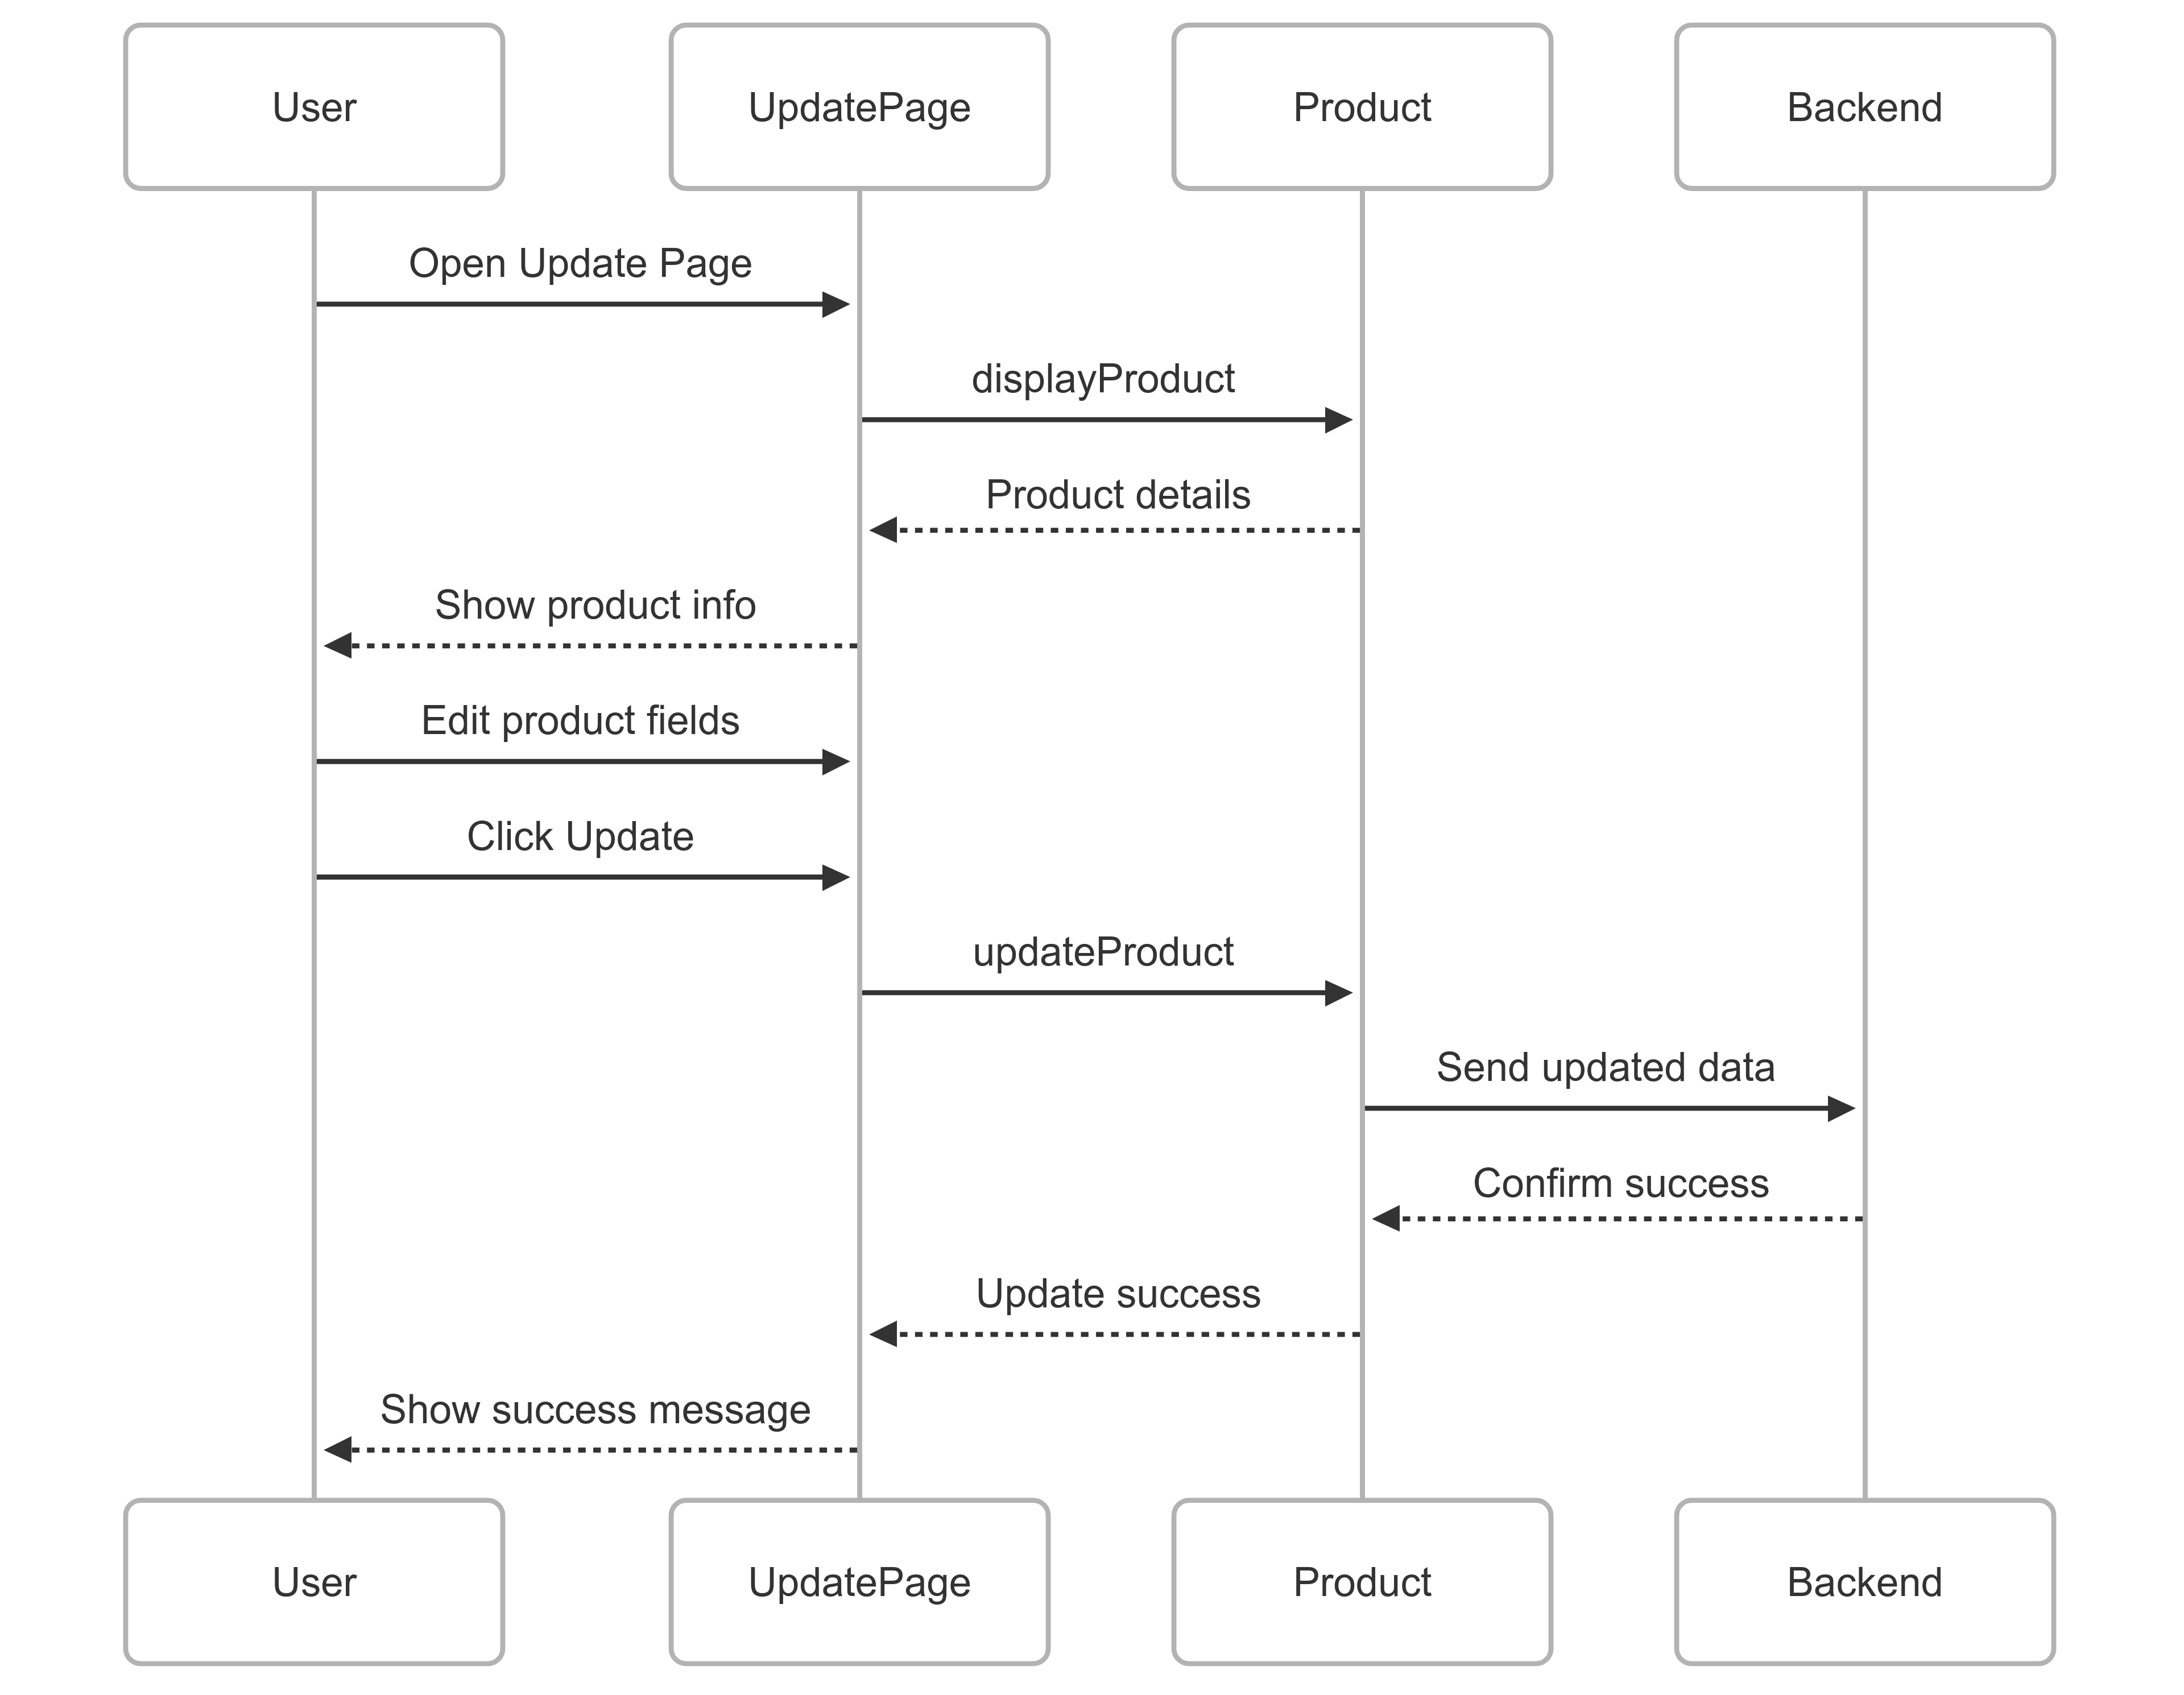 User
UpdatePage
Product
Backend
Open Update Page
displayProduct
Product details
Show product info
Edit product fields
Click Update
updateProduct
Send updated data
Confirm success
Update success
Show success message
User
UpdatePage
Product
Backend